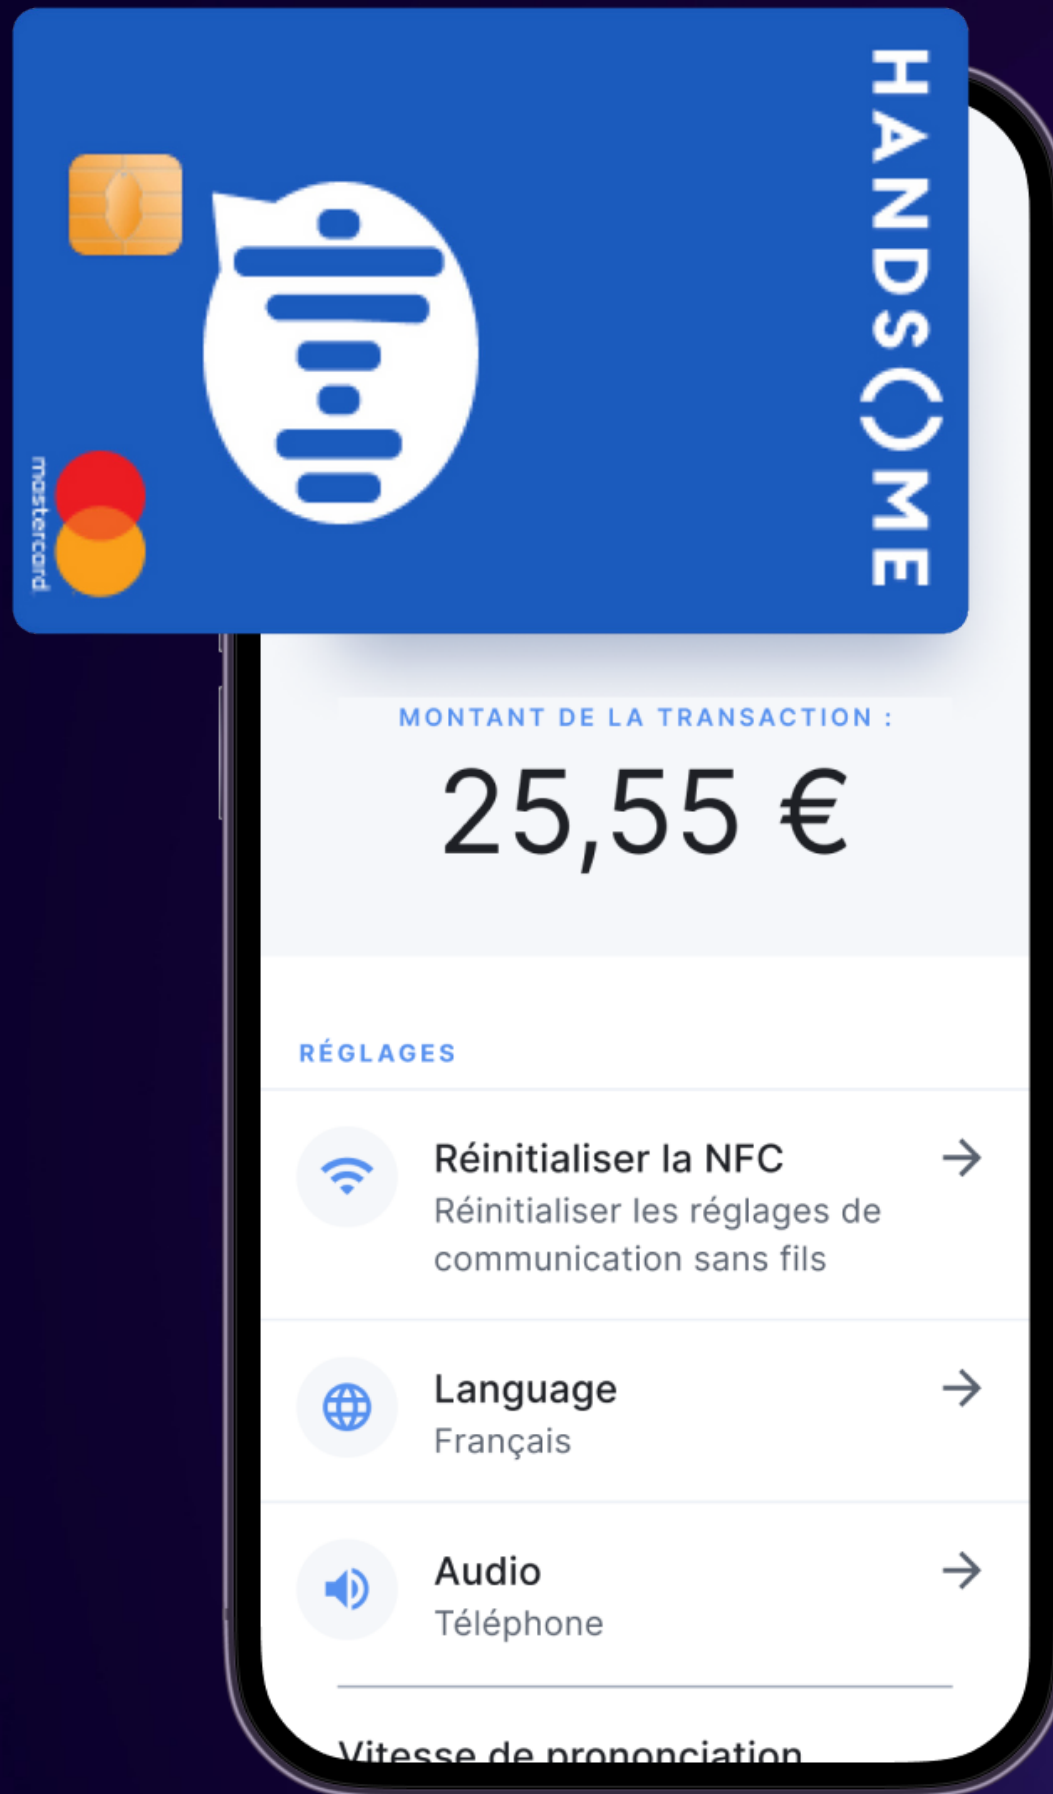 HANDSOME
mastercard
MONTANT DE LA TRANSACTION :
25,55 €
RÉGLAGES
Réinitialiser la NFC
Réinitialiser les réglages de
communication sans fils
Language
Français
Audio
Téléphone
Vitesse de prononciation